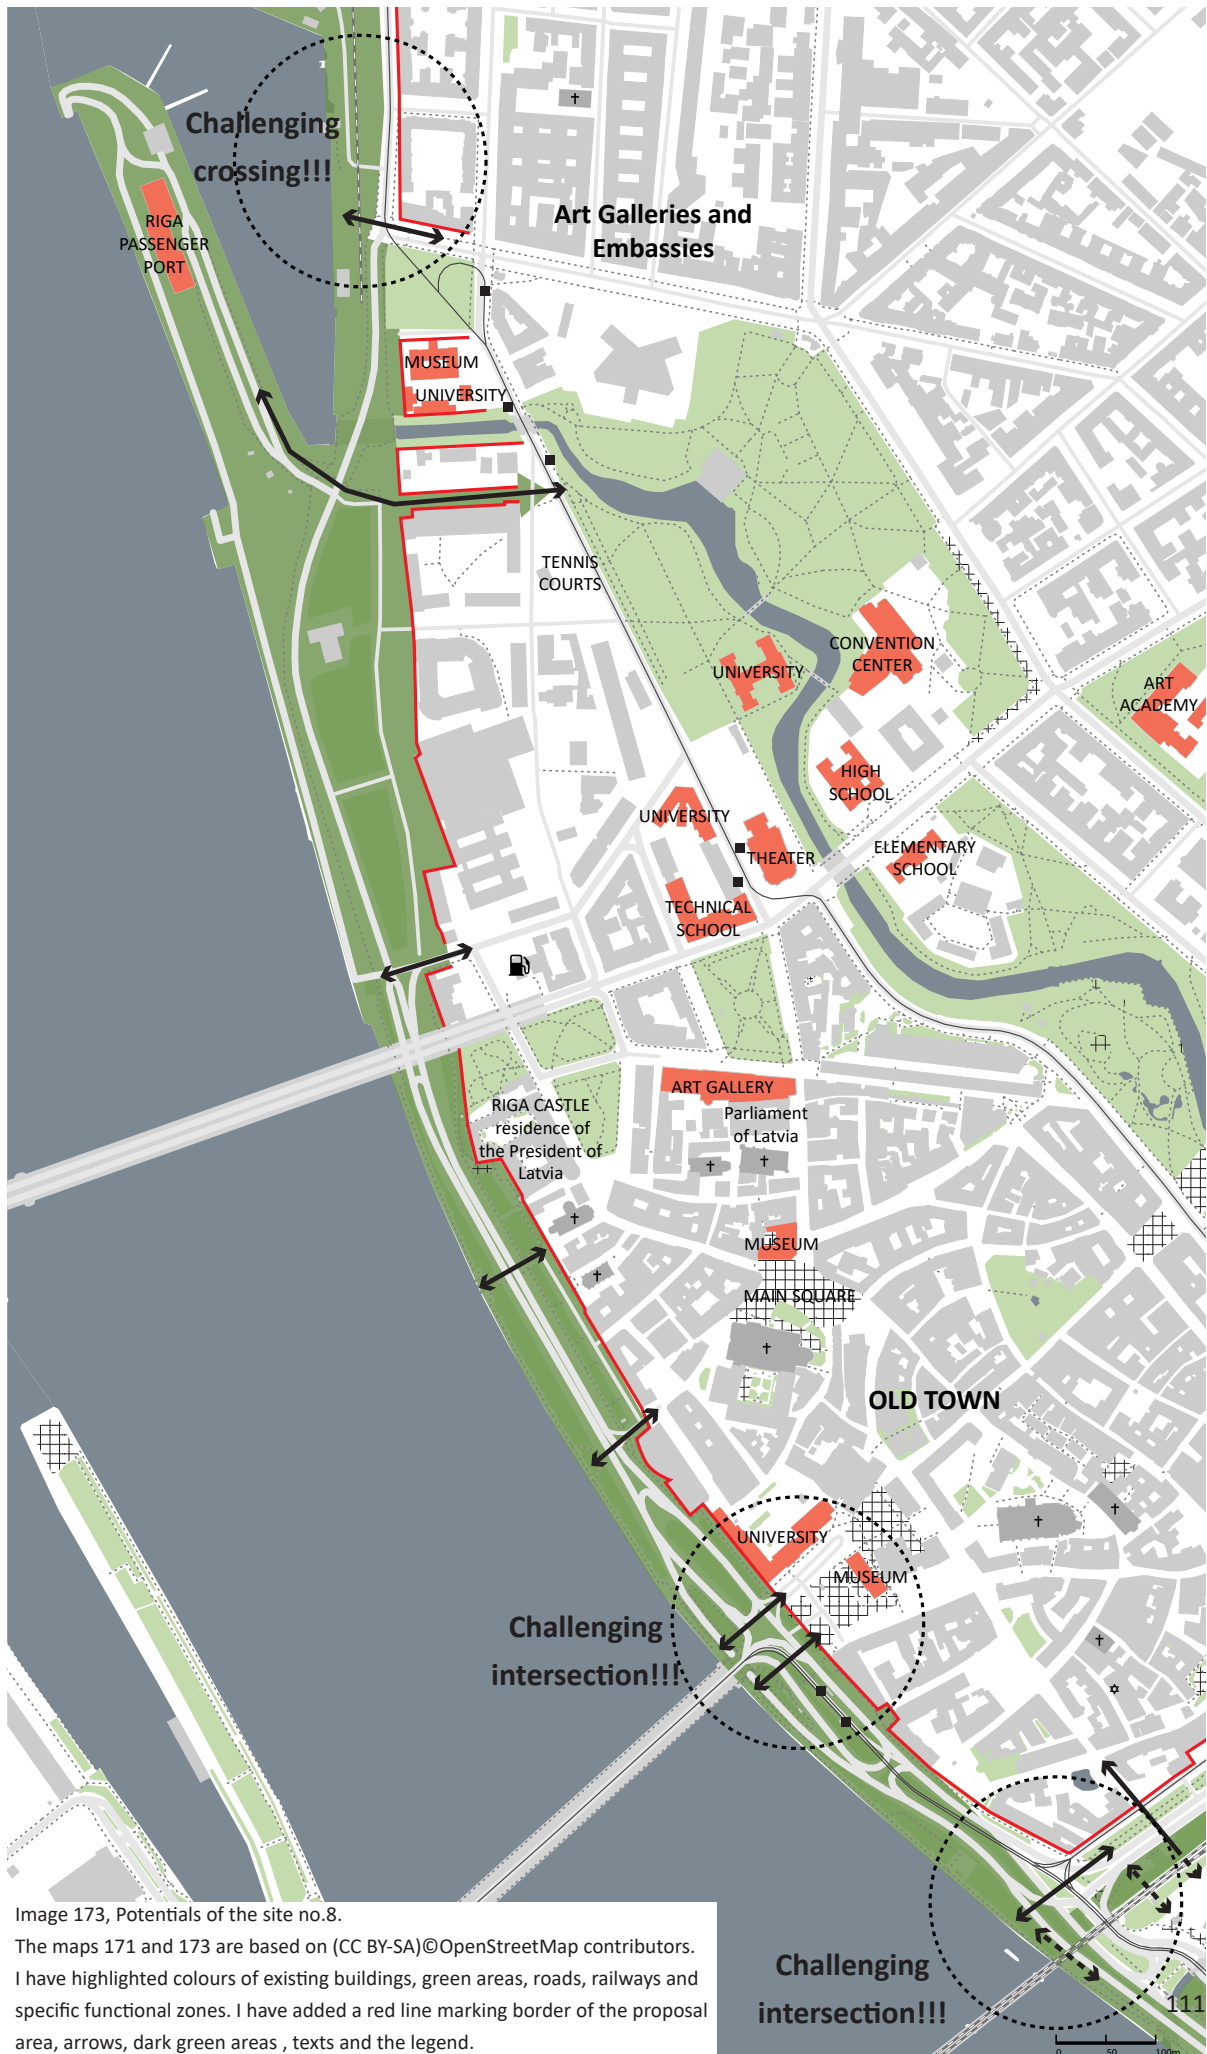 Challenging
crossing!!!
RIGA
PASSENGER
PORT
Art Galleries and
Embassies
MUSEUM
UNIVERSITY
TENNIS
COURTS
UNIVERSITY
CONVENTION
CENTER
ART
ACADEMY
HIGH
SCHOOL
UNIVERSITY
THEATER
ELEMENTARY
SCHOOL
TECHNICAL
SCHOOL
ART GALLERY
RIGA CASTLE
residence of
the President of
Latvia
Parliament
of Latvia
MUSEUM
MAIN SQUARE
OLD TOWN
UNIVERSITY
MUSEUM
Challenging
intersection!!!
Challenging
intersection!!!
111
0 50 100m
Image 173, Potentials of the site no.8.
The maps 171 and 173 are based on (CC BY-SA)©OpenStreetMap contributors.
I have highlighted colours of existing buildings, green areas, roads, railways and
specific functional zones. I have added a red line marking border of the proposal
area, arrows, dark green areas , texts and the legend.